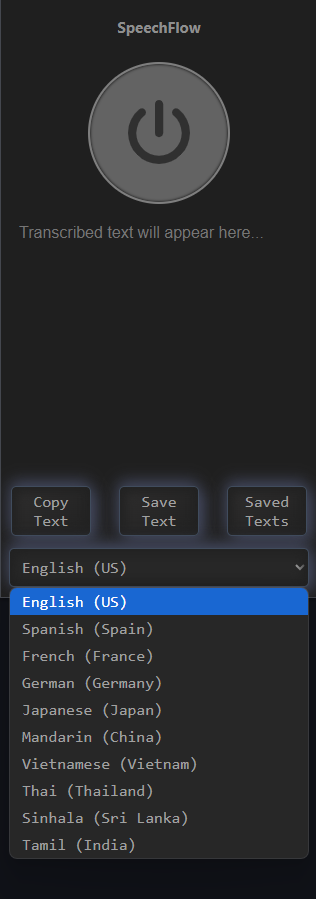 SpeechFlow
Transcribed text will appear here...
Copy
Text
Save
Text
Saved
Texts
English (US)
English (US)
Spanish (Spain)
French (France)
German (Germany)
Japanese (Japan)
Mandarin (China)
Vietnamese (Vietnam)
Thai (Thailand)
Sinhala (Sri Lanka)
Tamil (India)